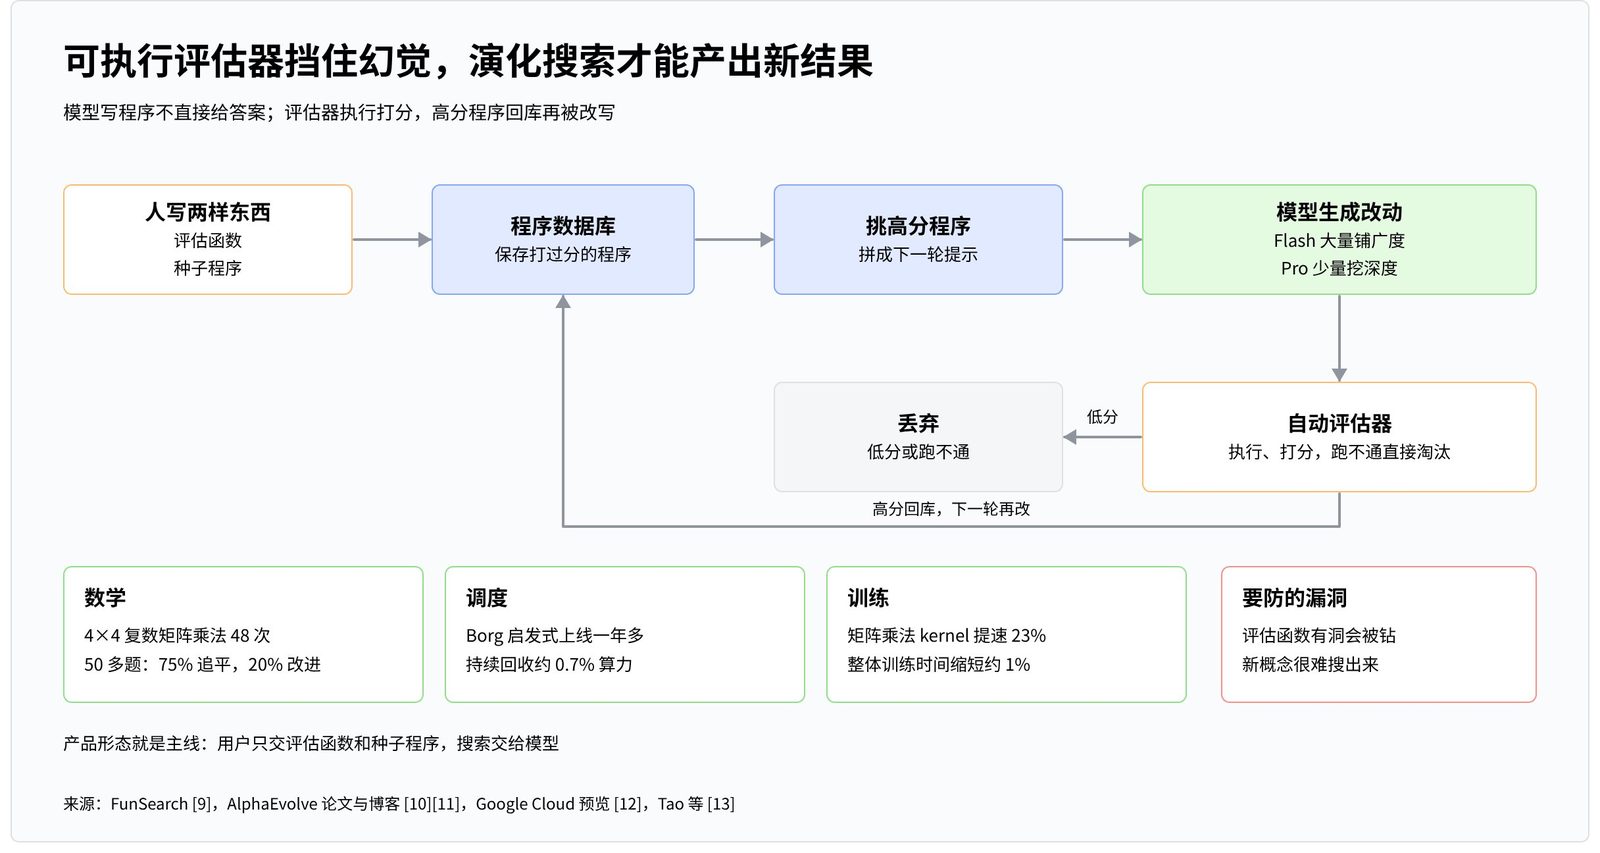 可执行评估器挡住幻觉，演化搜索才能产出新结果
模型写程序不直接给答案；评估器执行打分，高分程序回库再被改写
人写两样东西
评估函数
种子程序
程序数据库
保存打过分的程序
挑高分程序
拼成下一轮提示
模型生成改动
Flash 大量铺广度
Pro 少量挖深度
丢弃
低分或跑不通
低分
自动评估器
执行、打分，跑不通直接淘汰
高分回库，下一轮再改
数学
4×4 复数矩阵乘法 48 次
50 多题：75% 追平，20% 改进
调度
Borg 启发式上线一年多
持续回收约 0.7% 算力
训练
矩阵乘法 kernel 提速 23%
整体训练时间缩短约 1%
要防的漏洞
评估函数有洞会被钻
新概念很难搜出来
产品形态就是主线：用户只交评估函数和种子程序，搜索交给模型
来源：FunSearch [9]，AlphaEvolve 论文与博客 [10][11]，Google Cloud 预览 [12]，Tao 等 [13]